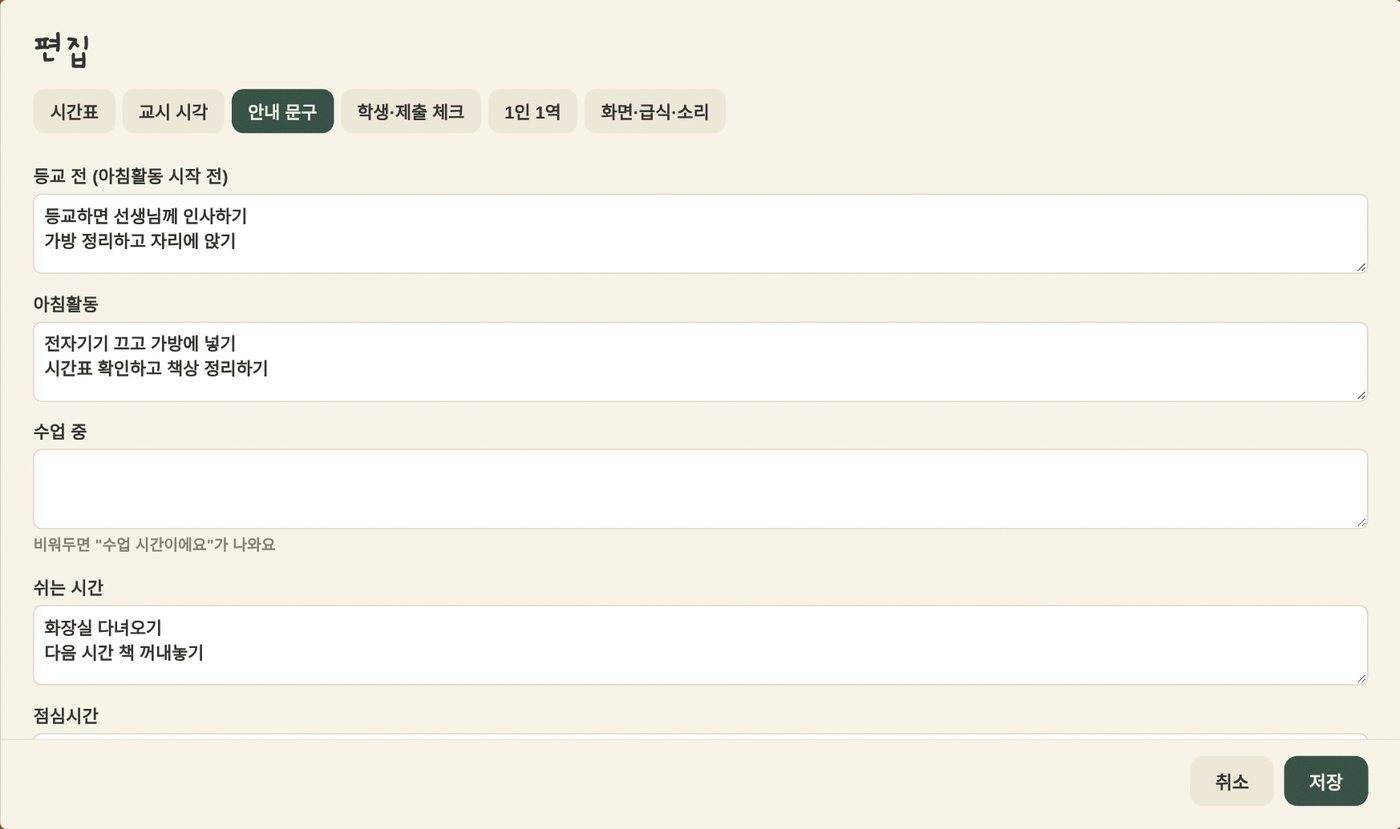 편집
시간표 교시 시각 안내 문구 학생·제출 체크 1인 1역 화면·급식·소리
등교 전 (아침활동 시작 전)
등교하면 선생님께 인사하기
가방 정리하고 자리에 앉기
아침활동
전자기기 끄고 가방에 넣기
시간표 확인하고 책상 정리하기
수업 중
비워두면 "수업 시간이에요"가 나와요
쉬는 시간
화장실 다녀오기
다음 시간 책 꺼내놓기
점심시간
취소 저장